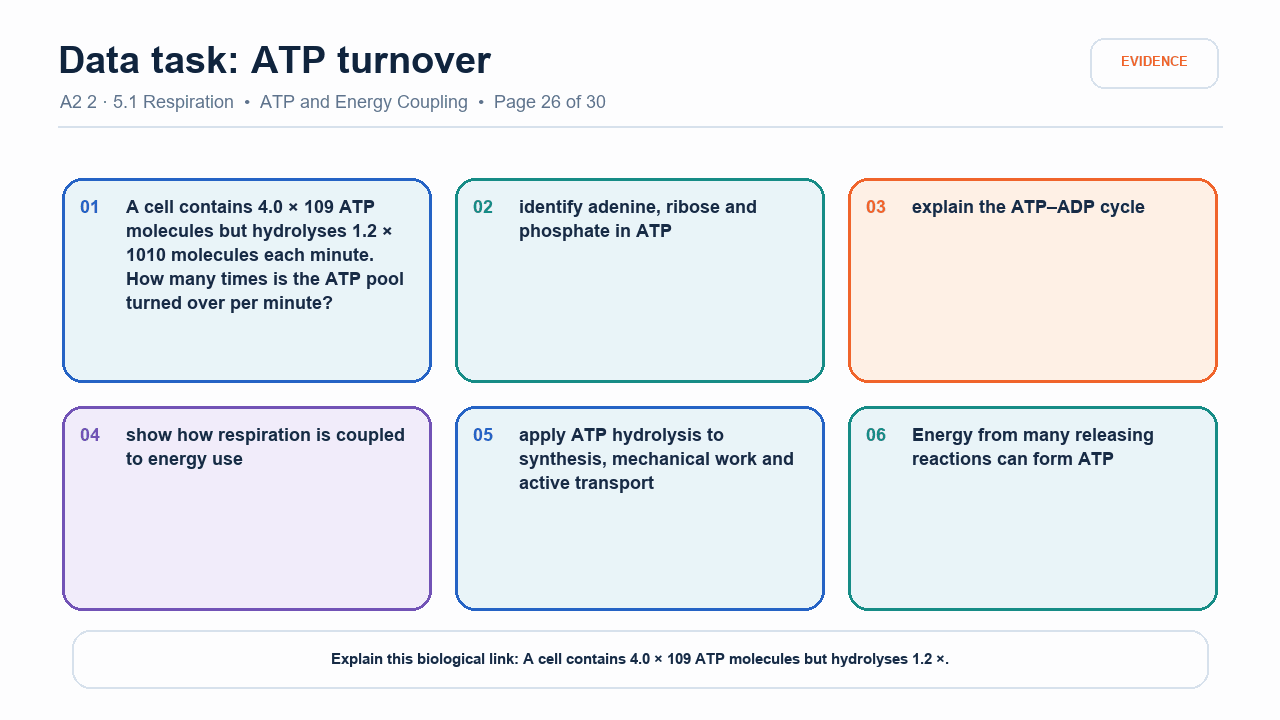 Data task: ATP turnover
EVIDENCE
A2 2 · 5.1 Respiration • ATP and Energy Coupling • Page 26 of 30
01 A cell contains 4.0 × 109 ATP
molecules but hydrolyses 1.2 ×
1010 molecules each minute.
How many times is the ATP pool
turned over per minute?
02 identify adenine, ribose and
phosphate in ATP
03 explain the ATP–ADP cycle
04 show how respiration is coupled
to energy use
05 apply ATP hydrolysis to
synthesis, mechanical work and
active transport
06 Energy from many releasing
reactions can form ATP
Explain this biological link: A cell contains 4.0 × 109 ATP molecules but hydrolyses 1.2 ×.